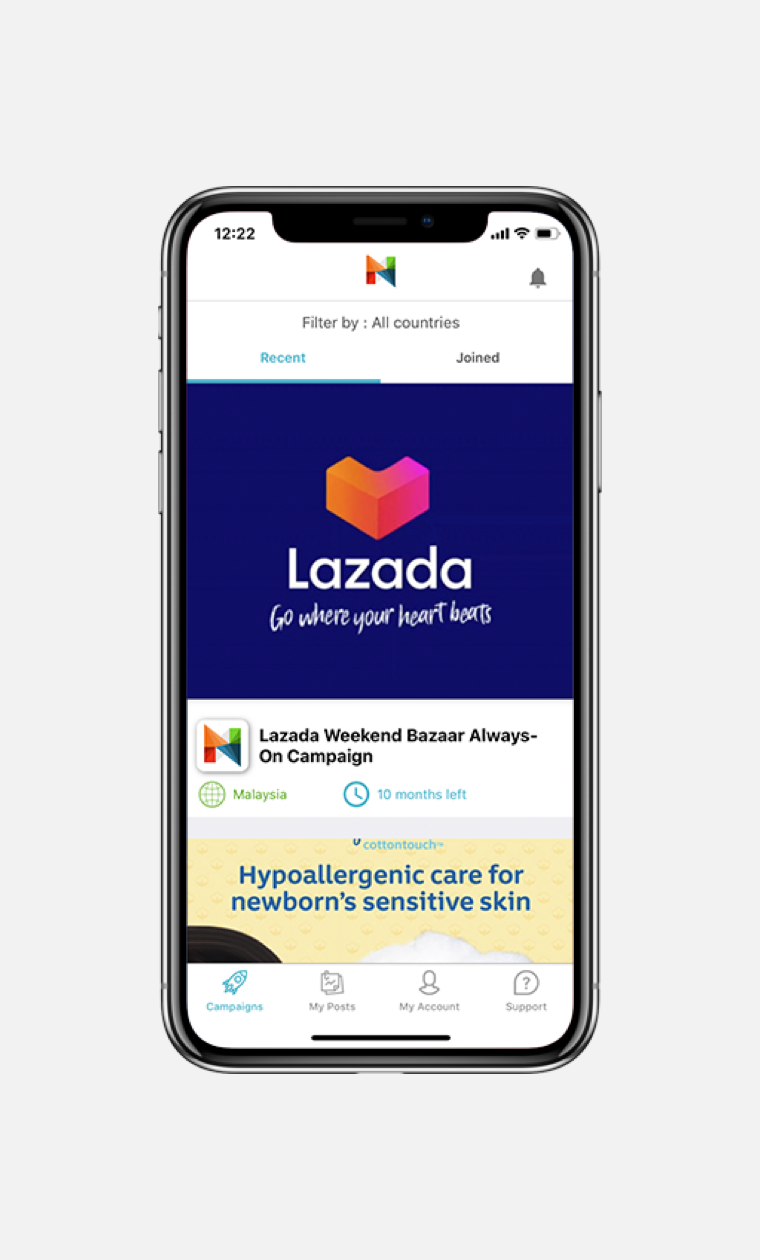 12:22
Filter by : All countries
Recent
Joined
Lazada
Go where your heart beats
Lazada Weekend Bazaar Always-
On Campaign
Malaysia
10 months left
cottontouch™
Hypoallergenic care for
newborn's sensitive skin
Campaigns
My Posts
My Account
Support